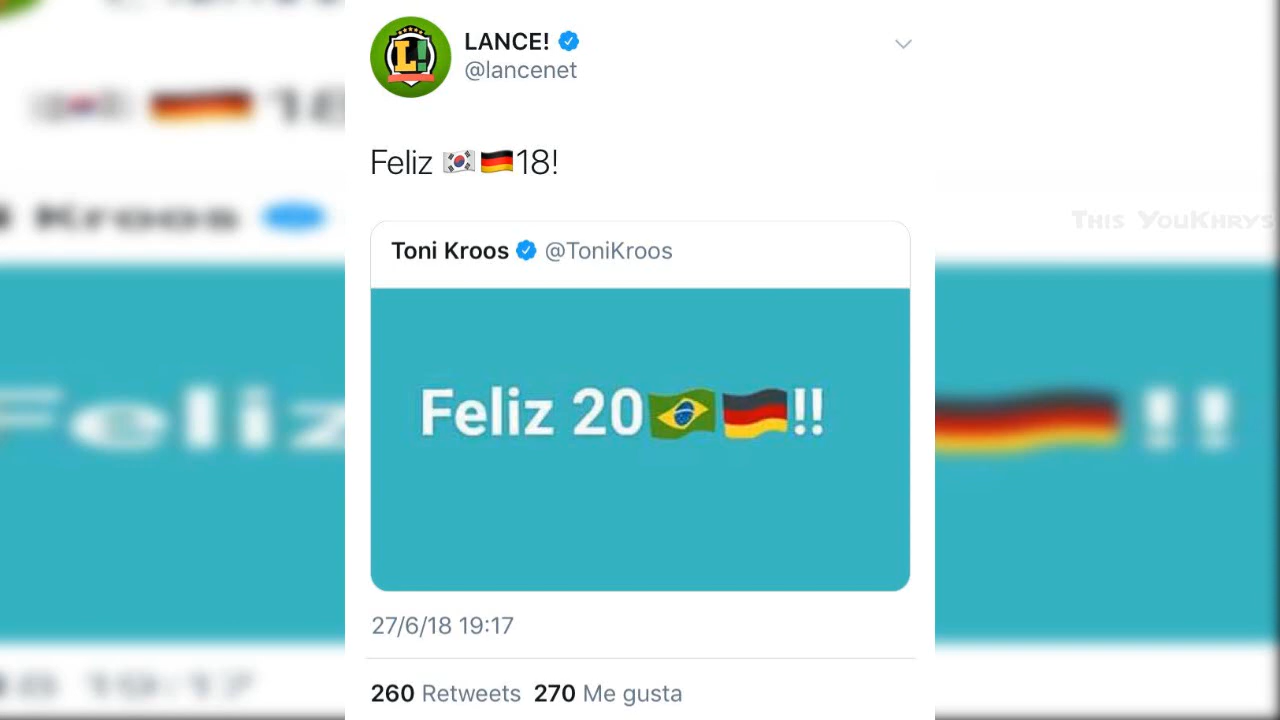 LANCE!
@lancenet
Feliz 🇰🇷🇩🇪18!
Toni Kroos @ToniKroos
Feliz 20🇧🇷🇩🇪!!
27/6/18 19:17
260 Retweets 270 Me gusta
This YouKhrys